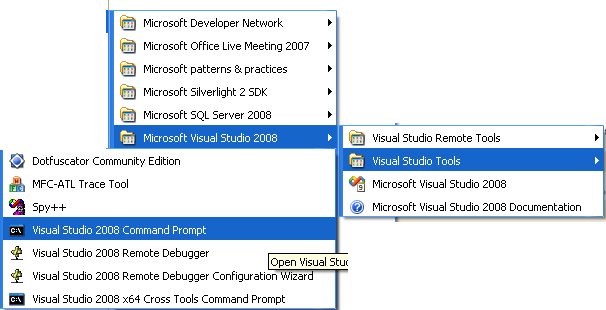 Microsoft Developer Network
Microsoft Office Live Meeting 2007
Microsoft patterns & practices
Microsoft Silverlight 2 SDK
Microsoft SQL Server 2008
Microsoft Visual Studio 2008
Visual Studio Remote Tools
Visual Studio Tools
Microsoft Visual Studio 2008
Microsoft Visual Studio 2008 Documentation
Dotfuscator Community Edition
MFC-ATL Trace Tool
Spy++
Visual Studio 2008 Command Prompt
Visual Studio 2008 Remote Debugger
Open Visual
Visual Studio 2008 Remote Debugger Configuration Wizard
Visual Studio 2008 x64 Cross Tools Command Prompt